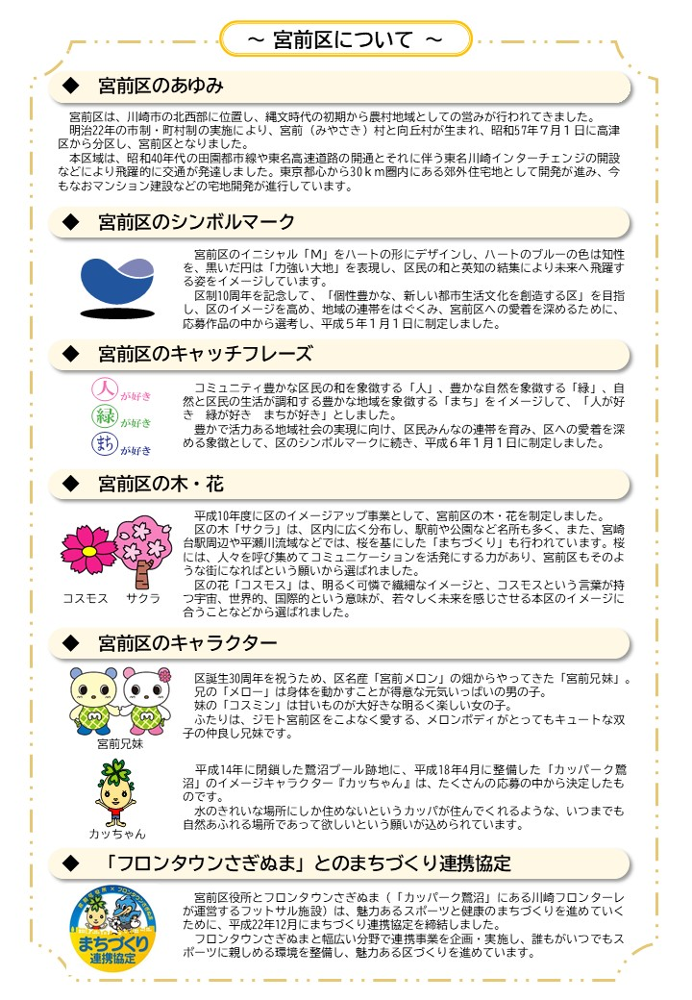 ～ 宮前区について ～
◆ 宮前区のあゆみ
宮前区は、川崎市の北西部に位置し、縄文時代の初期から農村地域としての営みが行われてきました。
明治22年の市制・町村制の実施により、宮前（みやさき）村と向丘村が生まれ、昭和57年７月１日に高津
区から分区し、宮前区となりました。
本区域は、昭和40年代の田園都市線や東名高速道路の開通とそれに伴う東名川崎インターチェンジの開設
などにより飛躍的に交通が発達しました。東京都心から30ｋｍ圏内にある郊外住宅地として開発が進み、今
もなおマンション建設などの宅地開発が進行しています。
◆ 宮前区のシンボルマーク
宮前区のイニシャル「Ｍ」をハートの形にデザインし、ハートのブルーの色は知性
を、黒いだ円は「力強い大地」を表現し、区民の和と英知の結集により未来へ飛躍す
る姿をイメージしています。
区制10周年を記念して、「個性豊かな、新しい都市生活文化を創造する区」を目指
し、区のイメージを高め、地域の連帯をはぐくみ、宮前区への愛着を深めるために、
応募作品の中から選考し、平成５年１月１日に制定しました。
◆ 宮前区のキャッチフレーズ
人が好き
緑が好き
まちが好き
コミュニティ豊かな区民の和を象徴する「人」、豊かな自然を象徴する「緑」、自
然と区民の生活が調和する豊かな地域を象徴する「まち」をイメージして、「人が好
き　緑が好き　まちが好き」としました。
豊かで活力ある地域社会の実現に向け、区民みんなの連帯を育み、区への愛着を深
める象徴として、区のシンボルマークに続き、平成６年１月１日に制定しました。
◆ 宮前区の木・花
コスモス サクラ
平成10年度に区のイメージアップ事業として、宮前区の木・花を制定しました。
区の木「サクラ」は、区内に広く分布し、駅前や公園など名所も多く、また、宮崎
台駅周辺や平瀬川流域などでは、桜を基にした「まちづくり」も行われています。桜
には、人々を呼び集めてコミュニケーションを活発にする力があり、宮前区もそのよ
うな街になればという願いから選ばれました。
区の花「コスモス」は、明るく可憐で繊細なイメージと、コスモスという言葉が持
つ宇宙、世界的、国際的という意味が、若々しく未来を感じさせる本区のイメージに
合うことなどから選ばれました。
◆ 宮前区のキャラクター
宮前兄妹
区誕生30周年を祝うため、区名産「宮前メロン」の畑からやってきた「宮前兄妹」。
兄の「メロー」は身体を動かすことが得意な元気いっぱいの男の子。
妹の「コスミン」は甘いものが大好きな明るく楽しい女の子。
ふたりは、ジモト宮前区をこよなく愛する、メロンボディがとってもキュートな双
子の仲良し兄妹です。
カッちゃん
平成14年に閉鎖した鷺沼プール跡地に、平成18年4月に整備した「カッパーク鷺
沼」のイメージキャラクター『カッちゃん』は、たくさんの応募の中から決定したも
のです。
水のきれいな場所にしか住めないというカッパが住んでくれるような、いつまでも
自然あふれる場所であって欲しいという願いが込められています。
◆ 「フロンタウンさぎぬま」とのまちづくり連携協定
まちづくり
連携協定
宮前区役所とフロンタウンさぎぬま（「カッパーク鷺沼」にある川崎フロンターレ
が運営するフットサル施設）は、魅力あるスポーツと健康のまちづくりを進めていく
ために、平成22年12月にまちづくり連携協定を締結しました。
フロンタウンさぎぬまと幅広い分野で連携事業を企画・実施し、誰もがいつでもス
ポーツに親しめる環境を整備し、魅力ある区づくりを進めています。